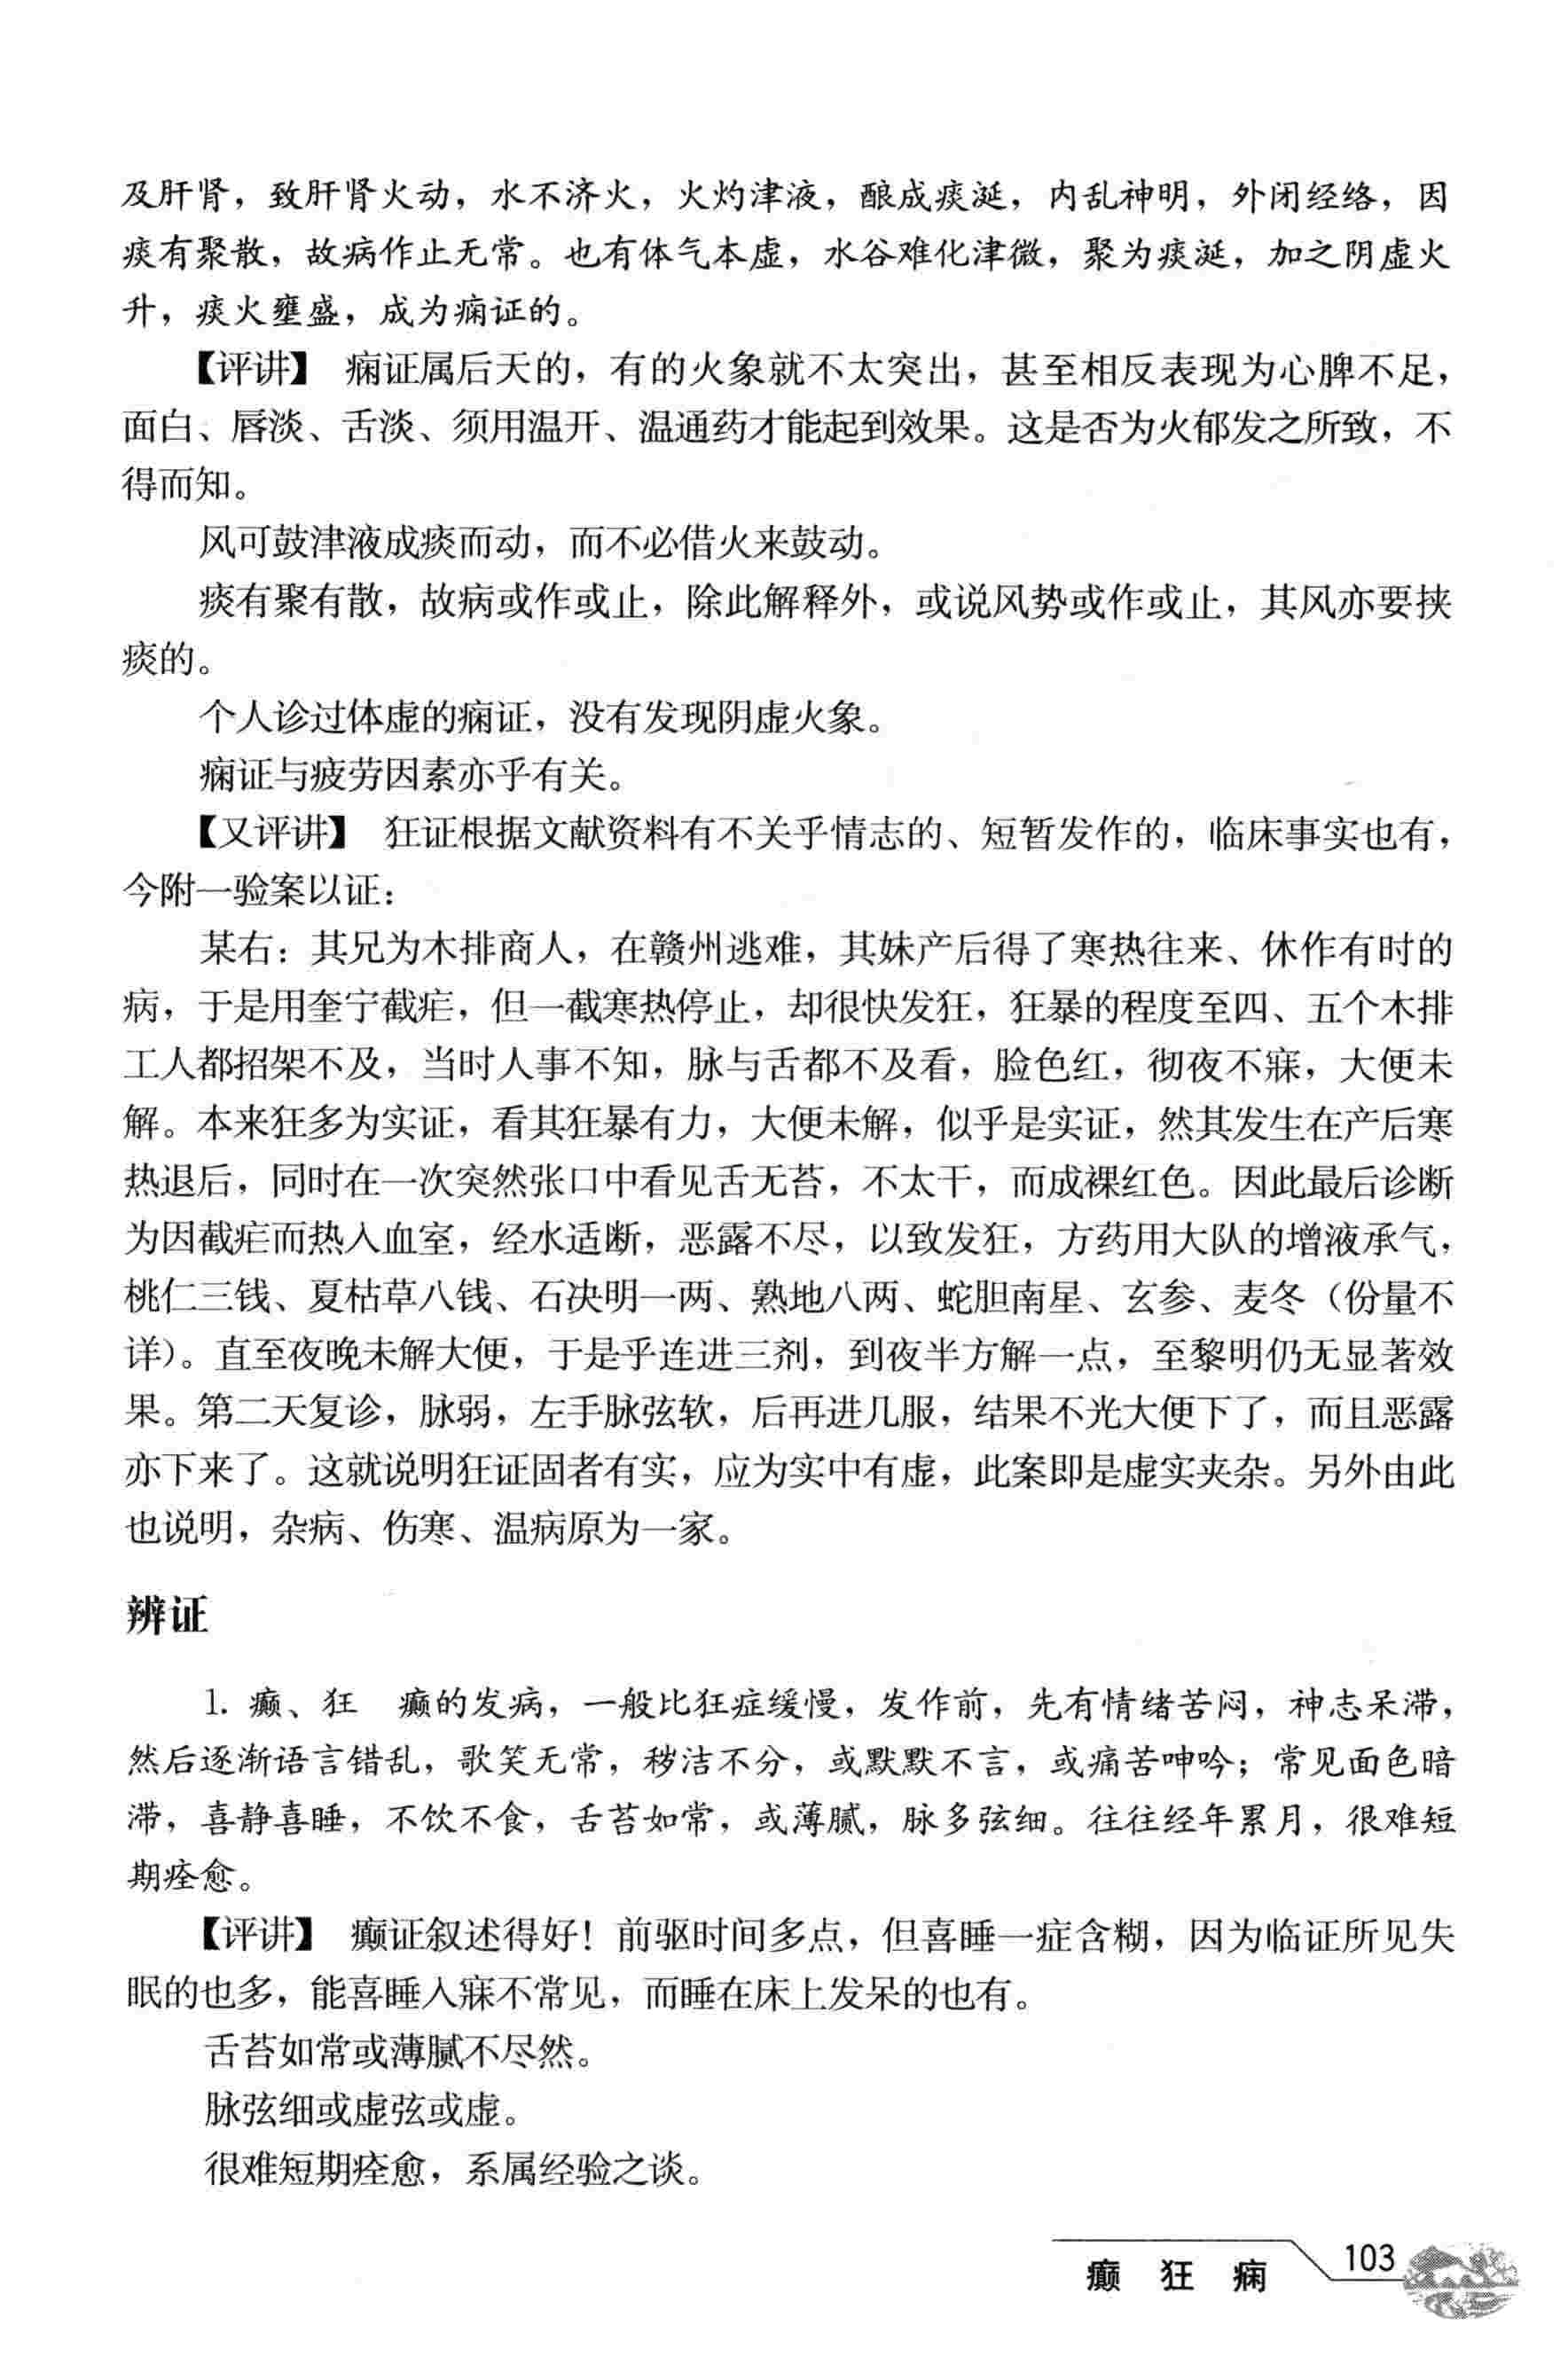 及肝肾，致肝肾火动，水不济火，火灼津液，酿成痰涎，内乱神明，外闭经络，因
痰有聚散，故病作止无常。也有体气本虚，水谷难化津微，聚为痰涎，加之阴虚火
升，痰火壅盛，成为痫证的。
【评讲】 痫证属后天的，有的火象就不太突出，甚至相反表现为心脾不足，
面白、唇淡、舌淡、须用温开、温通药才能起到效果。这是否为火郁发之所致，不
得而知。
风可鼓津液成痰而动，而不必借火来鼓动。
痰有聚有散，故病或作或止，除此解释外，或说风势或作或止，其风亦要挟
痰的。
个人诊过体虚的痫证，没有发现阴虚火象。
痫证与疲劳因素亦乎有关。
【又评讲】 狂证根据文献资料有不关乎情志的、短暂发作的，临床事实也有，
今附一验案以证：
某右：其兄为木排商人，在赣州逃难，其妹产后得了寒热往来、休作有时的
病，于是用奎宁截疟，但一截寒热停止，却很快发狂，狂暴的程度至四、五个木排
工人都招架不及，当时人事不知，脉与舌都不及看，脸色红，彻夜不寐，大便未
解。本来狂多为实证，看其狂暴有力，大便未解，似乎是实证，然其发生在产后寒
热退后，同时在一次突然张口中看见舌无苔，不太干，而成裸红色。因此最后诊断
为因截疟而热入血室，经水适断，恶露不尽，以致发狂，方药用大队的增液承气，
桃仁三钱、夏枯草八钱、石决明一两、熟地八两、蛇胆南星、玄参、麦冬（份量不
详）。直至夜晚未解大便，于是乎连进三剂，到夜半方解一点，至黎明仍无显著效
果。第二天复诊，脉弱，左手脉弦软，后再进几服，结果不光大便下了，而且恶露
亦下来了。这就说明狂证固者有实，应为实中有虚，此案即是虚实夹杂。另外由此
也说明，杂病、伤寒、温病原为一家。
辨证
1. 癫、狂 癫的发病，一般比狂症缓慢，发作前，先有情绪苦闷，神志呆滞，
然后逐渐语言错乱，歌笑无常，秽洁不分，或默默不言，或痛苦呻吟；常见面色暗
滞，喜静喜睡，不饮不食，舌苔如常，或薄腻，脉多弦细。往往经年累月，很难短
期痊愈。
【评讲】 癫证叙述得好！前驱时间多点，但喜睡一症含糊，因为临证所见失
眠的也多，能喜睡入寐不常见，而睡在床上发呆的也有。
舌苔如常或薄腻不尽然。
脉弦细或虚弦或虚。
很难短期痊愈，系属经验之谈。
癫 狂 痫 103